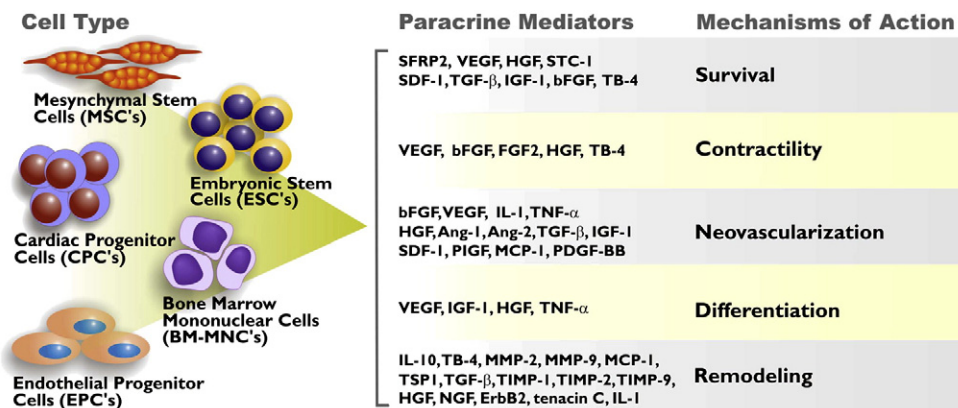 Cell Type
Paracrine Mediators
Mechanisms of Action
Mesynchymal Stem
Cells (MSC's)
Embryonic Stem
Cells (ESC's)
Cardiac Progenitor
Cells (CPC's)
Bone Marrow
Mononuclear Cells
(BM-MNC's)
Endothelial Progenitor
Cells (EPC's)
SFRP2, VEGF, HGF, STC-1
SDF-1, TGF-β, IGF-1, bFGF, TB-4
Survival
VEGF, bFGF, FGF2, HGF, TB-4
Contractility
bFGF, VEGF, IL-1, TNF-α
HGF, Ang-1, Ang-2, TGF-β, IGF-1
SDF-1, PIGF, MCP-1, PDGF-BB
Neovascularization
VEGF, IGF-1, HGF, TNF-α
Differentiation
IL-10, TB-4, MMP-2, MMP-9, MCP-1,
TSP1, TGF-β, TIMP-1, TIMP-2, TIMP-9,
HGF, NGF, ErbB2, tenacin C, IL-1
Remodeling